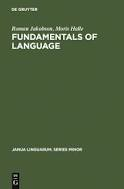 DE GRUYTER
Roman Jakobson, Morris Halle
FUNDAMENTALS OF
LANGUAGE
JANUA LINGUARUM. SERIES MINOR